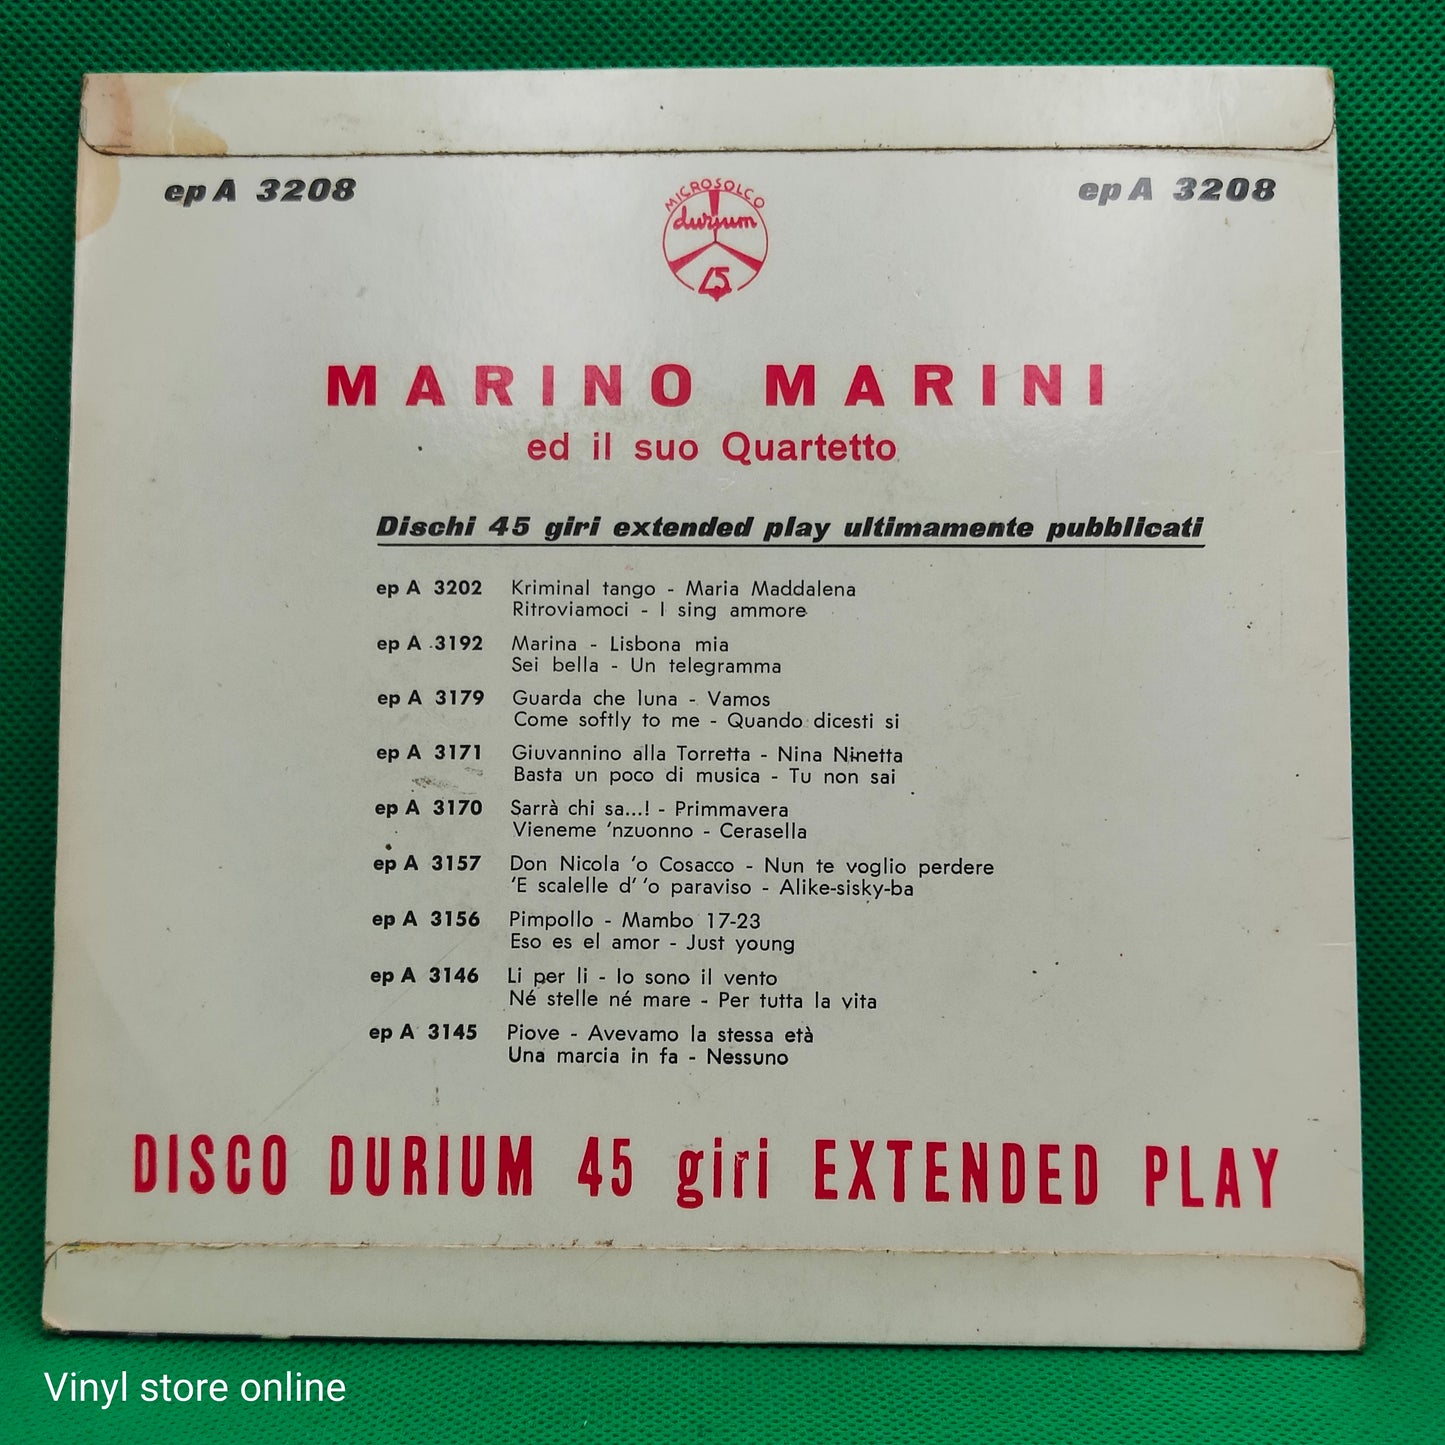 ep A 3208
MICROSOLCO
durium
45
ep A 3208
MARINO MARINI
ed il suo Quartetto
Dischi 45 giri extended play ultimamente pubblicati
ep A 3202 Kriminal tango - Maria Maddalena
Ritroviamoci - I sing ammore
ep A 3192 Marina - Lisbona mia
Sei bella - Un telegramma
ep A 3179 Guarda che luna - Vamos
Come softly to me - Quando dicesti si
ep A 3171 Giuvannino alla Torretta - Nina Ninetta
Basta un poco di musica - Tu non sai
ep A 3170 Sarrà chi sa...! - Primmavera
Vieneme 'nzuonno - Cerasella
ep A 3157 Don Nicola 'o Cosacco - Nun te voglio perdere
'E scalelle d' 'o paraviso - Alike-sisky-ba
ep A 3156 Pimpollo - Mambo 17-23
Eso es el amor - Just young
ep A 3146 Li per li - Io sono il vento
Né stelle né mare - Per tutta la vita
ep A 3145 Piove - Avevamo la stessa età
Una marcia in fa - Nessuno
DISCO DURIUM 45 giri EXTENDED PLAY
Vinyl store online